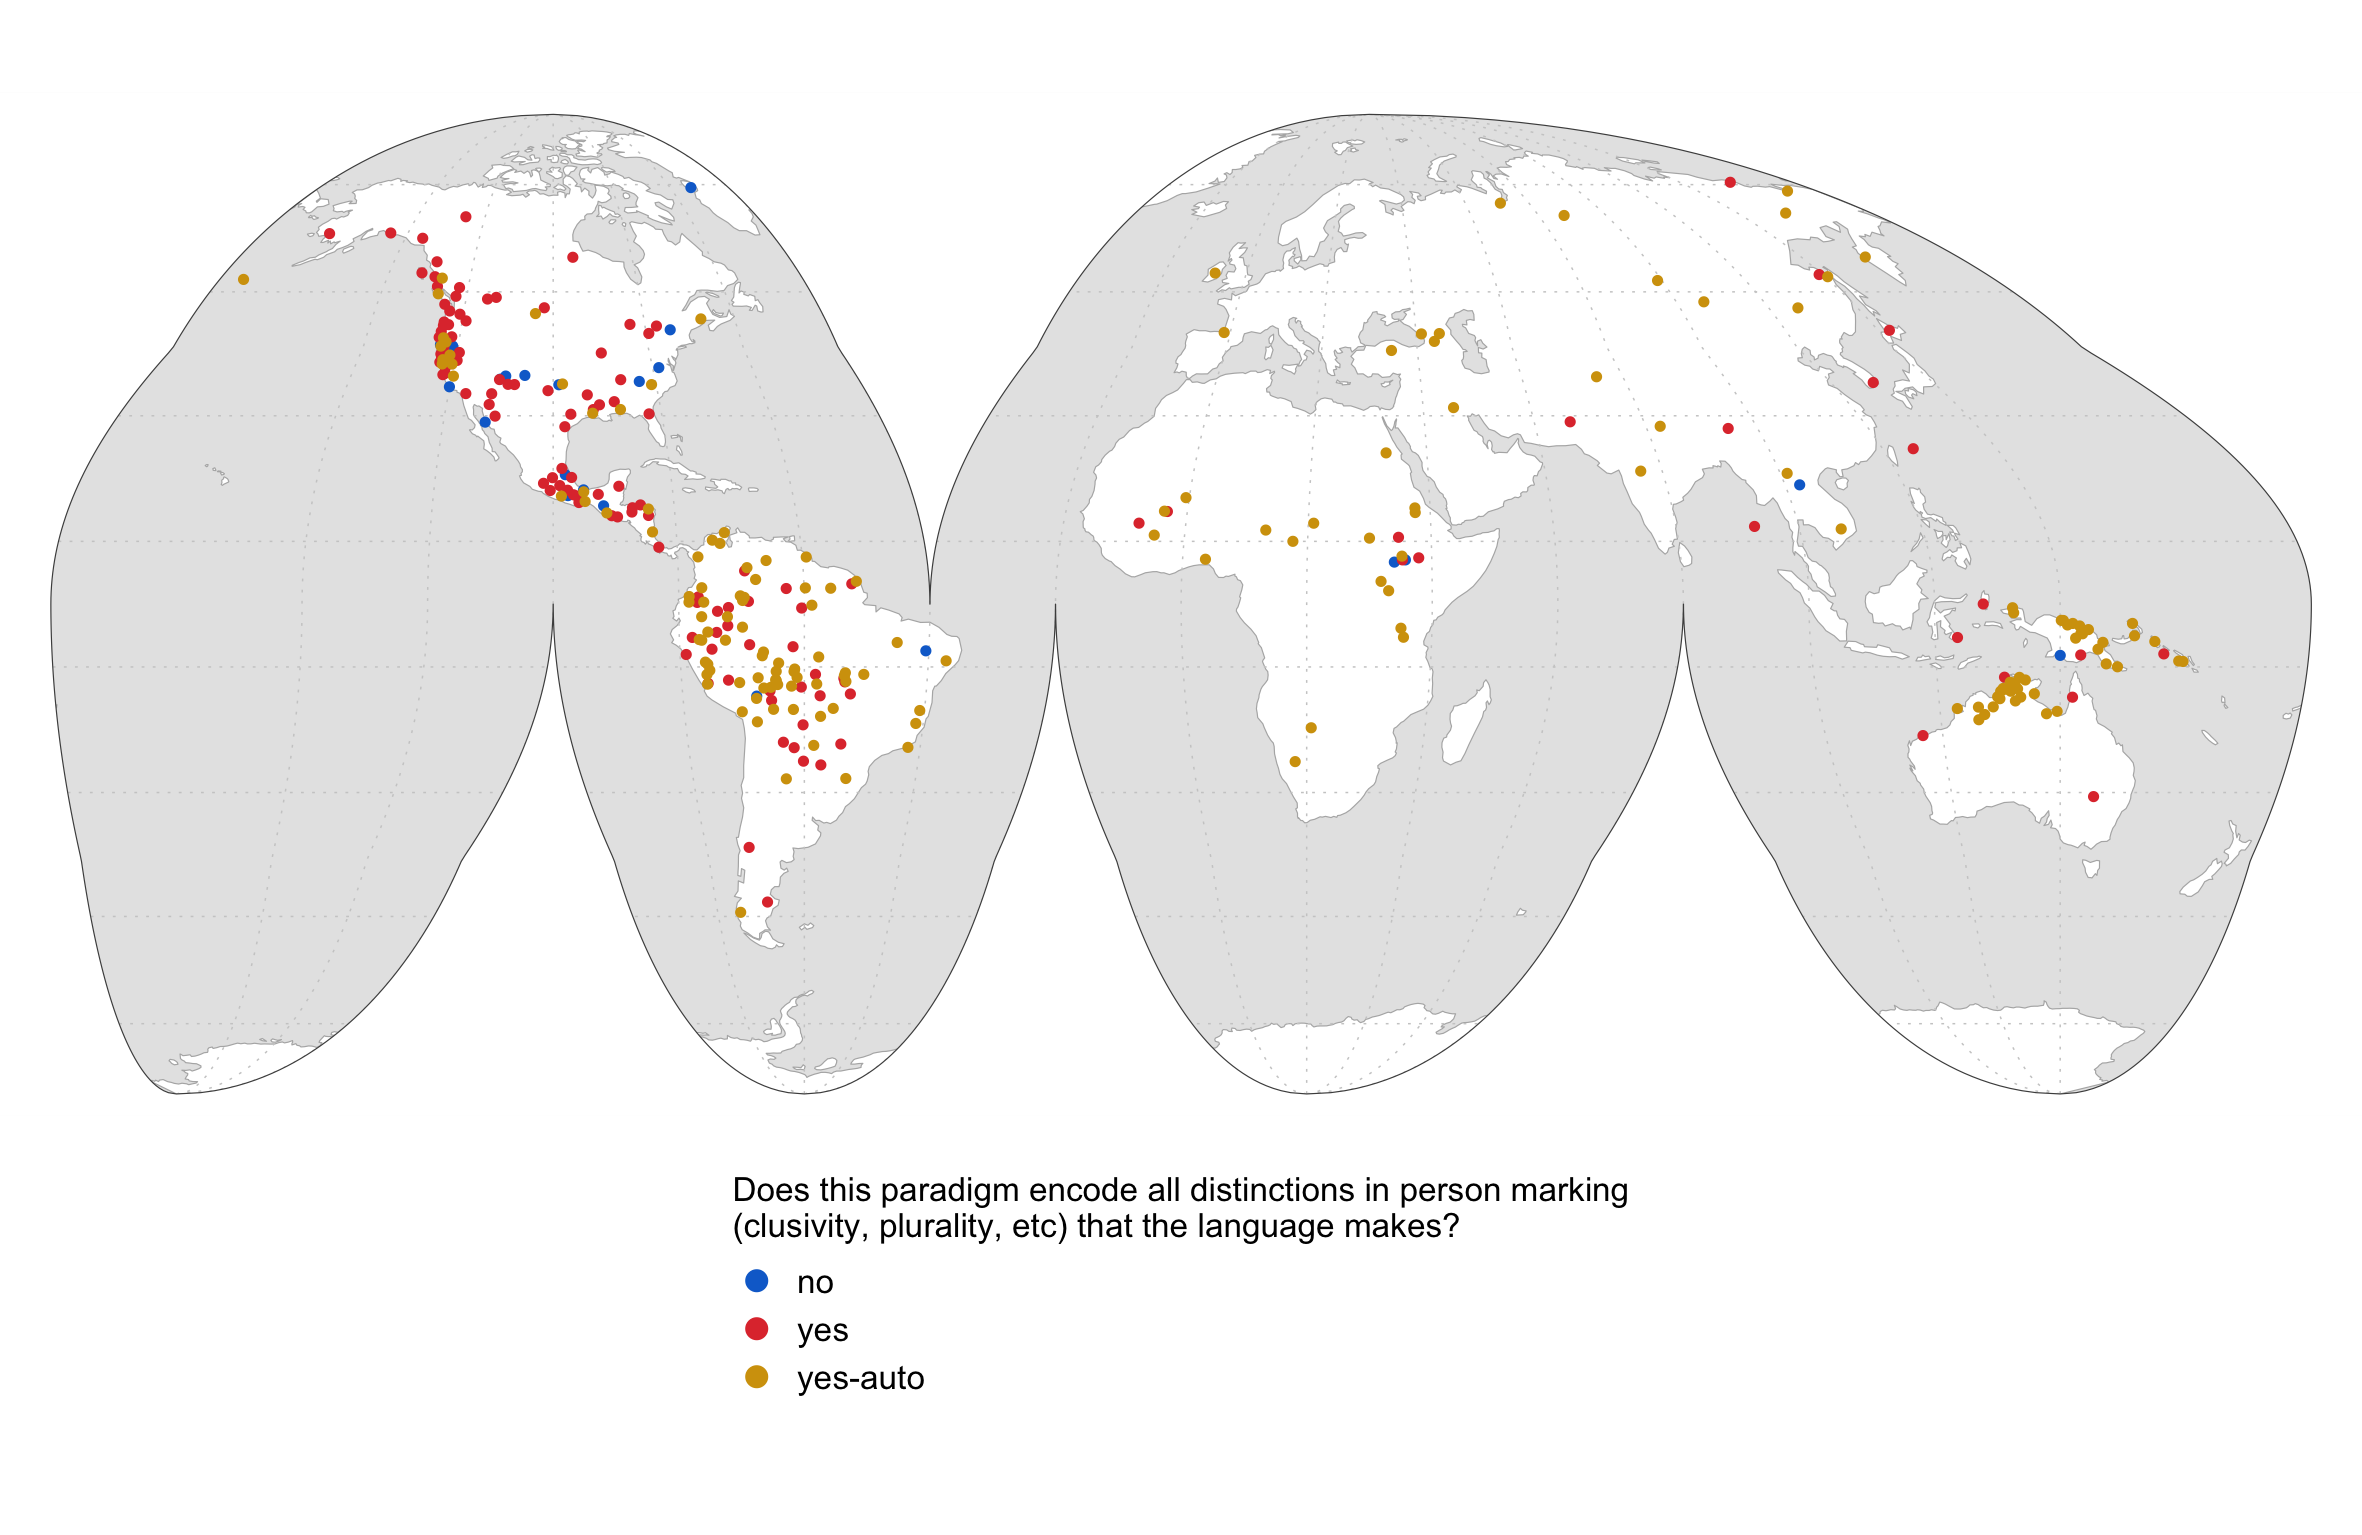 Does this paradigm encode all distinctions in person marking
(clusivity, plurality, etc) that the language makes?
no
yes
yes-auto